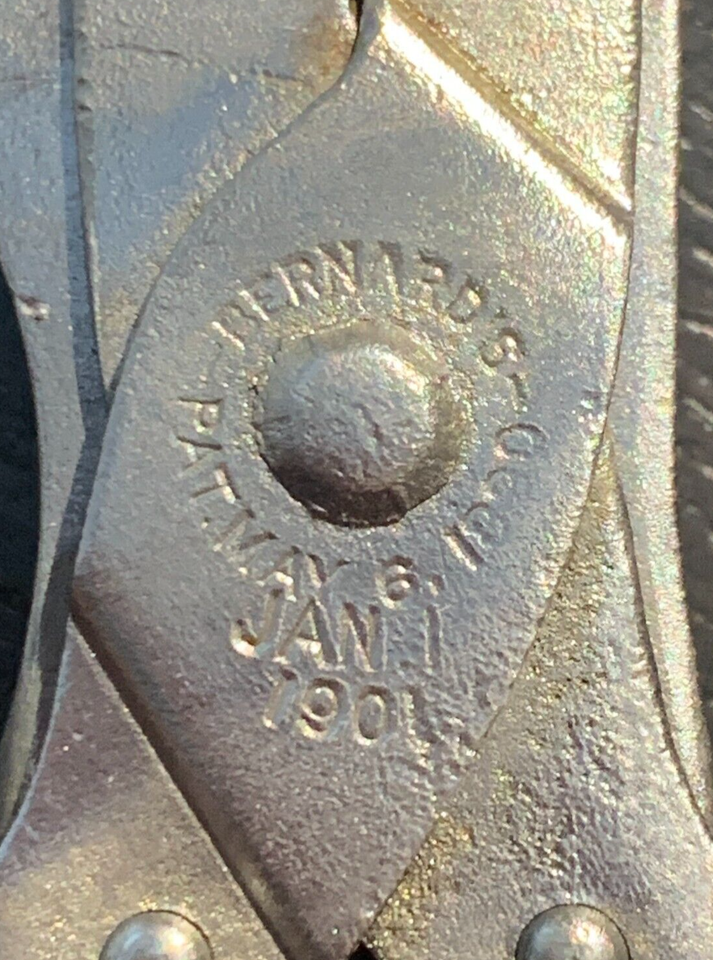 BERNARD'S
PAT. MAY 6, 1890
JAN 1
1901